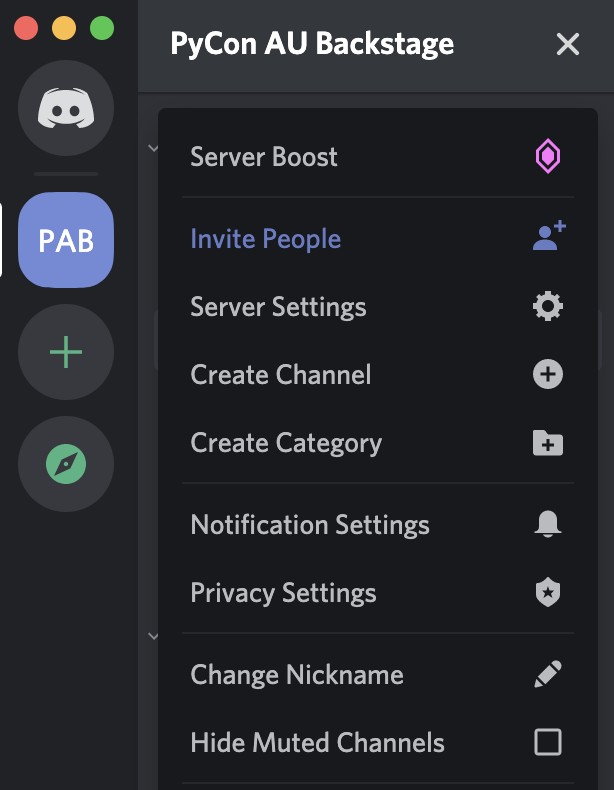 PyCon AU Backstage
PAB
Server Boost
Invite People
Server Settings
Create Channel
Create Category
Notification Settings
Privacy Settings
Change Nickname
Hide Muted Channels